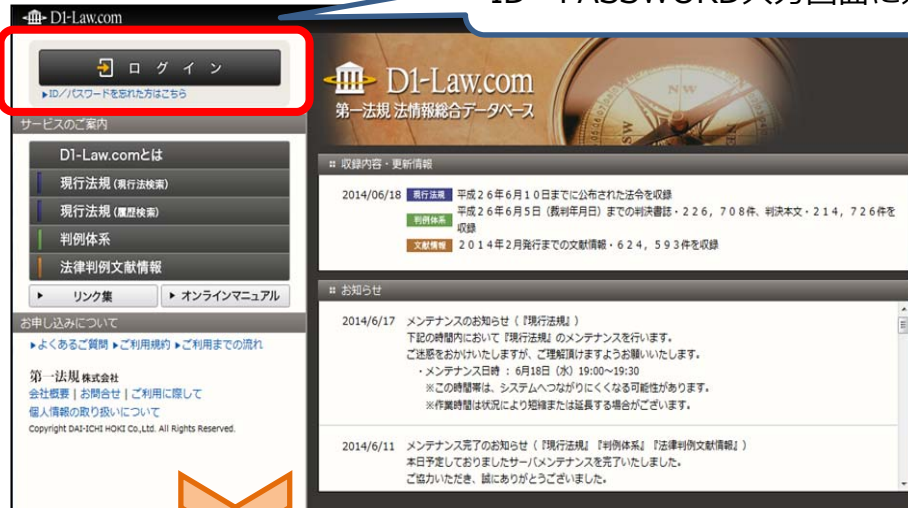 ID・PASSWORD入力画面に
D1-Law.com
ログイン
▶ID/パスワードを忘れた方はこちら
サービスのご案内
D1-Law.comとは
現行法規(現行法検索)
現行法規(履歴検索)
判例体系
法律判例文献情報
リンク集
オンラインマニュアル
お申し込みについて
▶よくあるご質問 ▶ご利用規約 ▶ご利用までの流れ
第一法規 株式会社
会社概要 | お問合せ | ご利用に際して
個人情報の取り扱いについて
Copyright DAI-ICHI HOKI Co.,Ltd. All Rights Reserved.
D1-Law.com
第一法規 法情報総合データベース
収録内容・更新情報
2014/06/18 現行法規 平成26年6月10日までに公布された法令を収録
判例体系 平成26年6月5日(裁判年月日)までの判決書誌・226,708件、判決本文・214,726件を
収録
文献情報 2014年2月発行までの文献情報・624,593件を収録
お知らせ
2014/6/17 メンテナンスのお知らせ(『現行法規』)
下記の時間内において『現行法規』のメンテナンスを行います。
ご迷惑をおかけいたしますが、ご理解頂けますようお願いいたします。
・メンテナンス日時 : 6月18日(水)19:00~19:30
※この時間帯は、システムへつながりにくくなる可能性があります。
※作業時間は状況により短縮または延長する場合がございます。
2014/6/11 メンテナンス完了のお知らせ(『現行法規』『判例体系』『法律判例文献情報』)
本日予定しておりましたサーバメンテナンスを完了いたしました。
ご協力いただき、誠にありがとうございました。